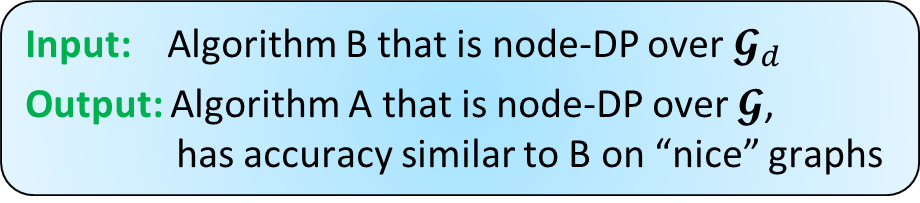 Input: Algorithm B that is node-DP over 𝓖𝑑
Output: Algorithm A that is node-DP over 𝓖,
has accuracy similar to B on “nice” graphs